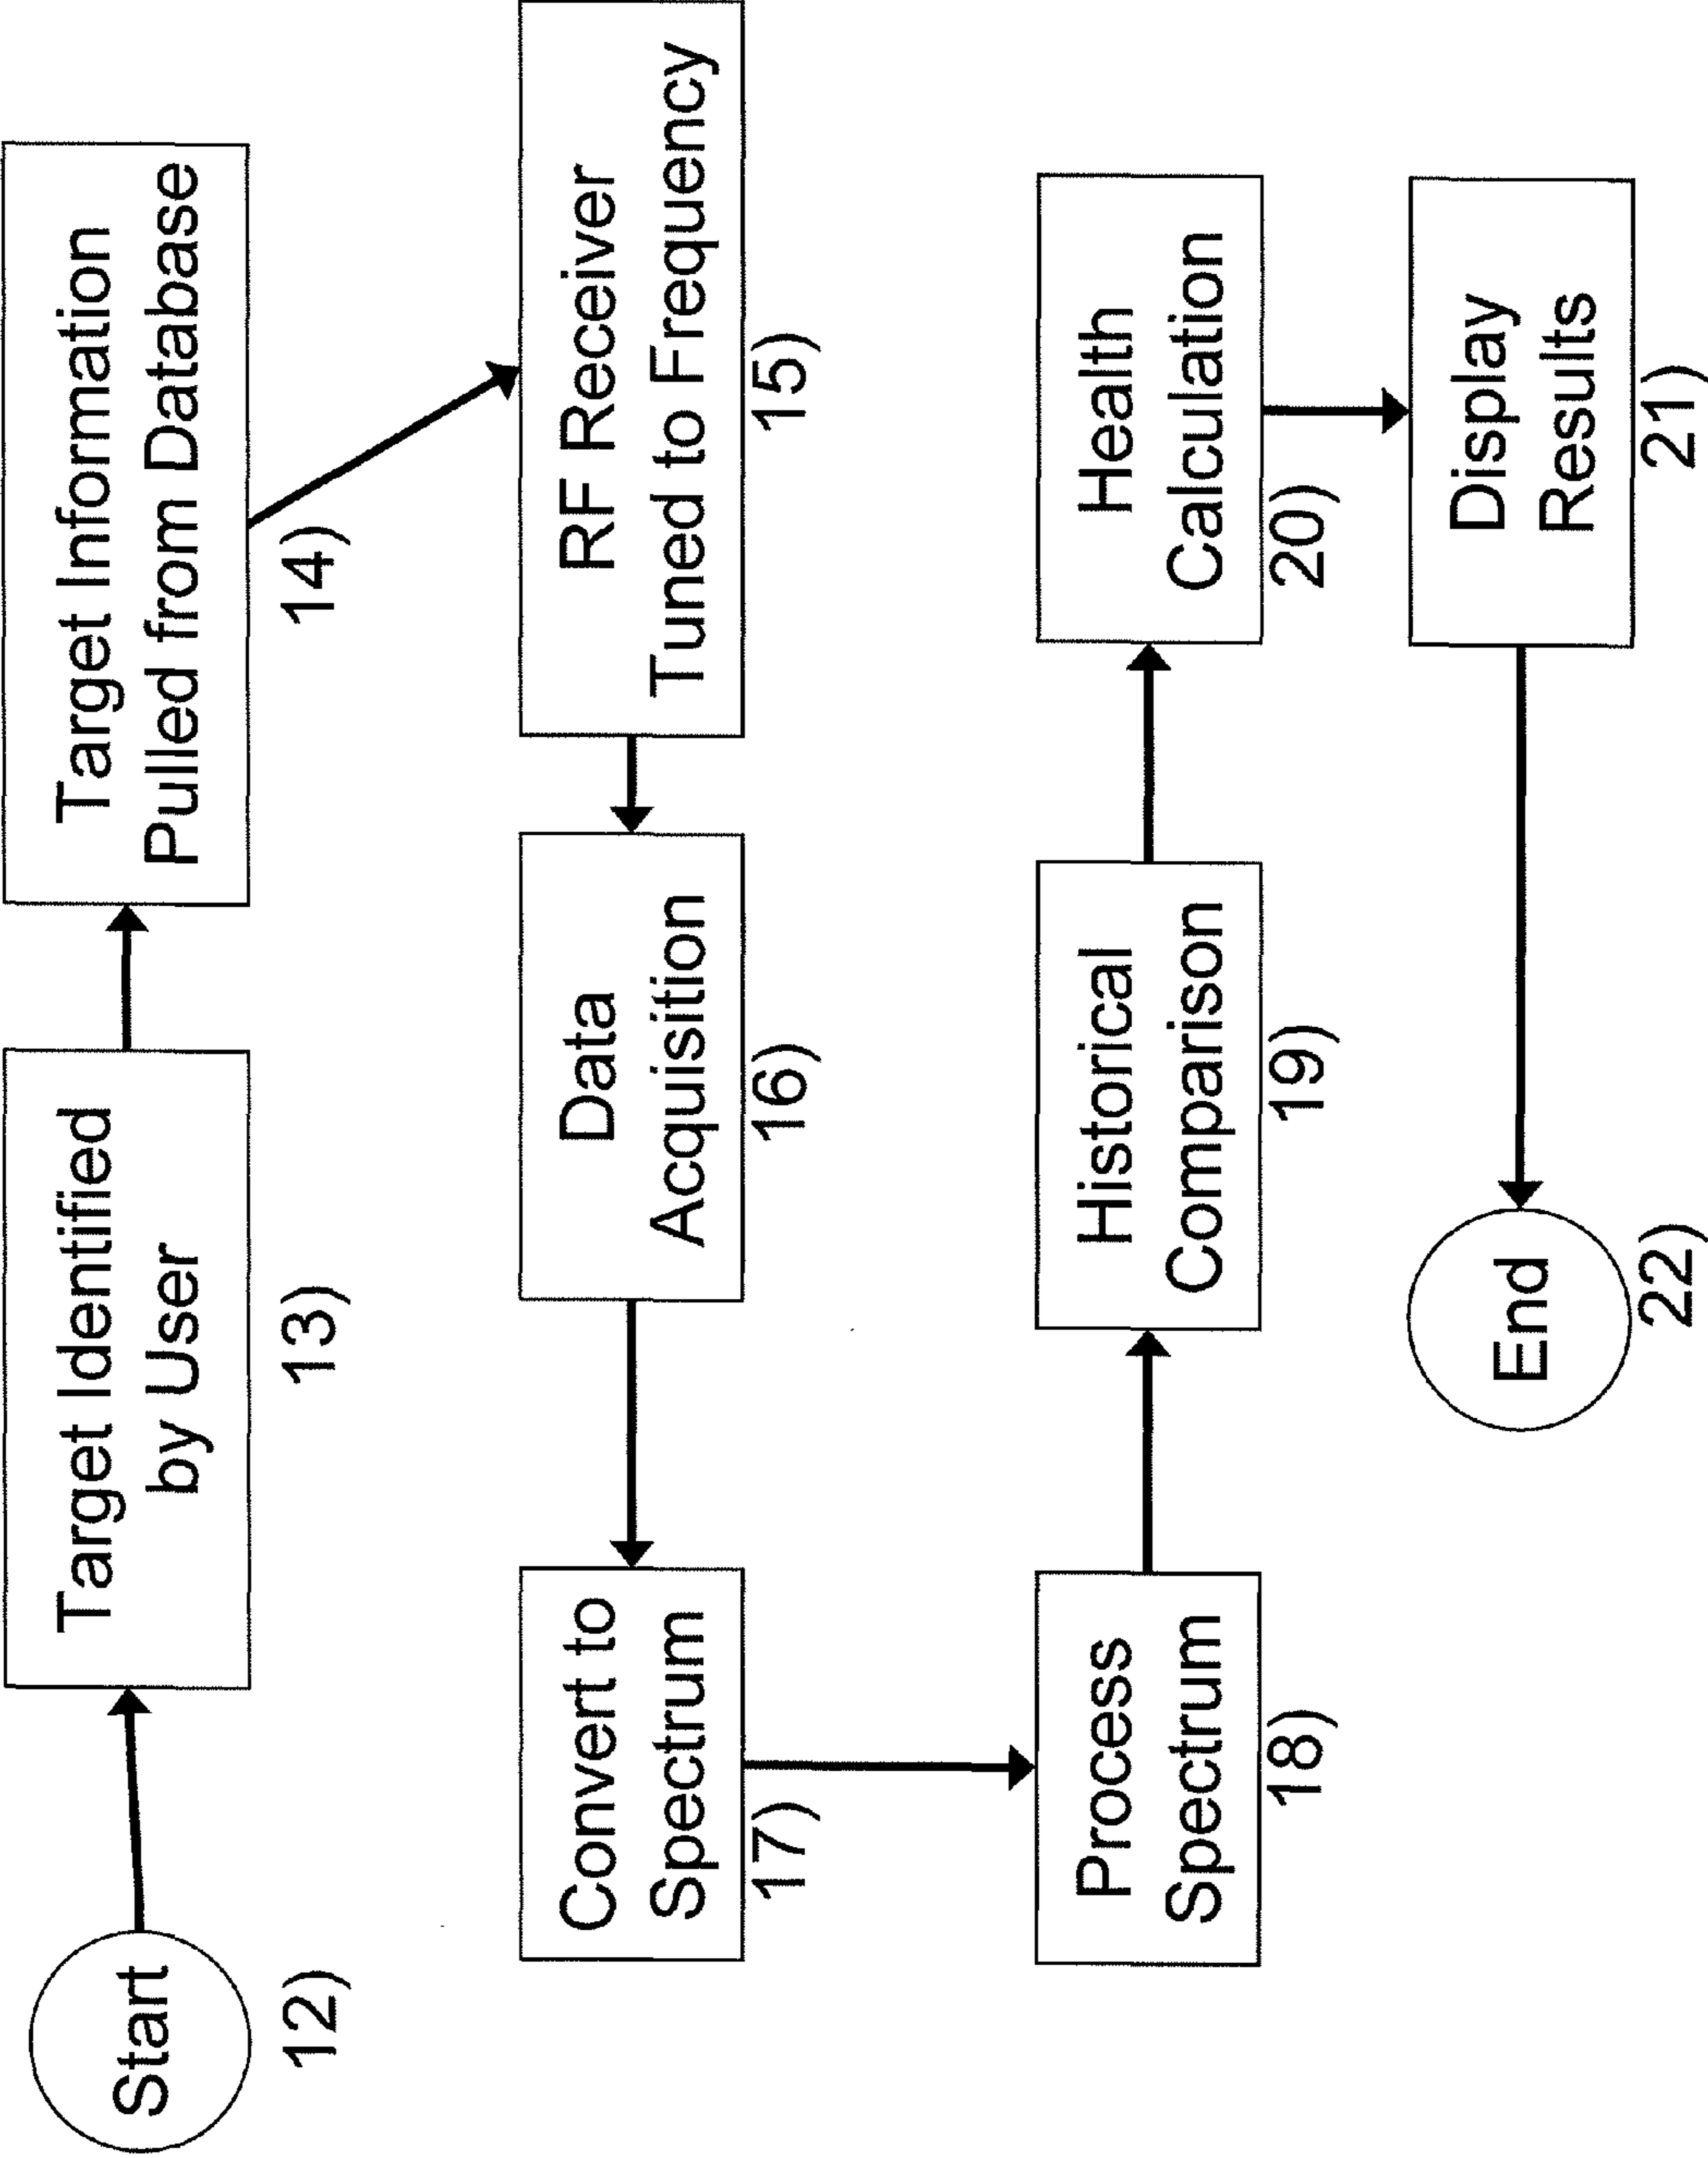 Start
12)
Target Identified
by User
13)
Target Information
Pulled from Database
14)
RF Receiver
Tuned to Frequency
15)
Data
Acquisition
16)
Convert to
Spectrum
17)
Process
Spectrum
18)
Historical
Comparison
19)
Health
Calculation
20)
Display
Results
21)
End
22)